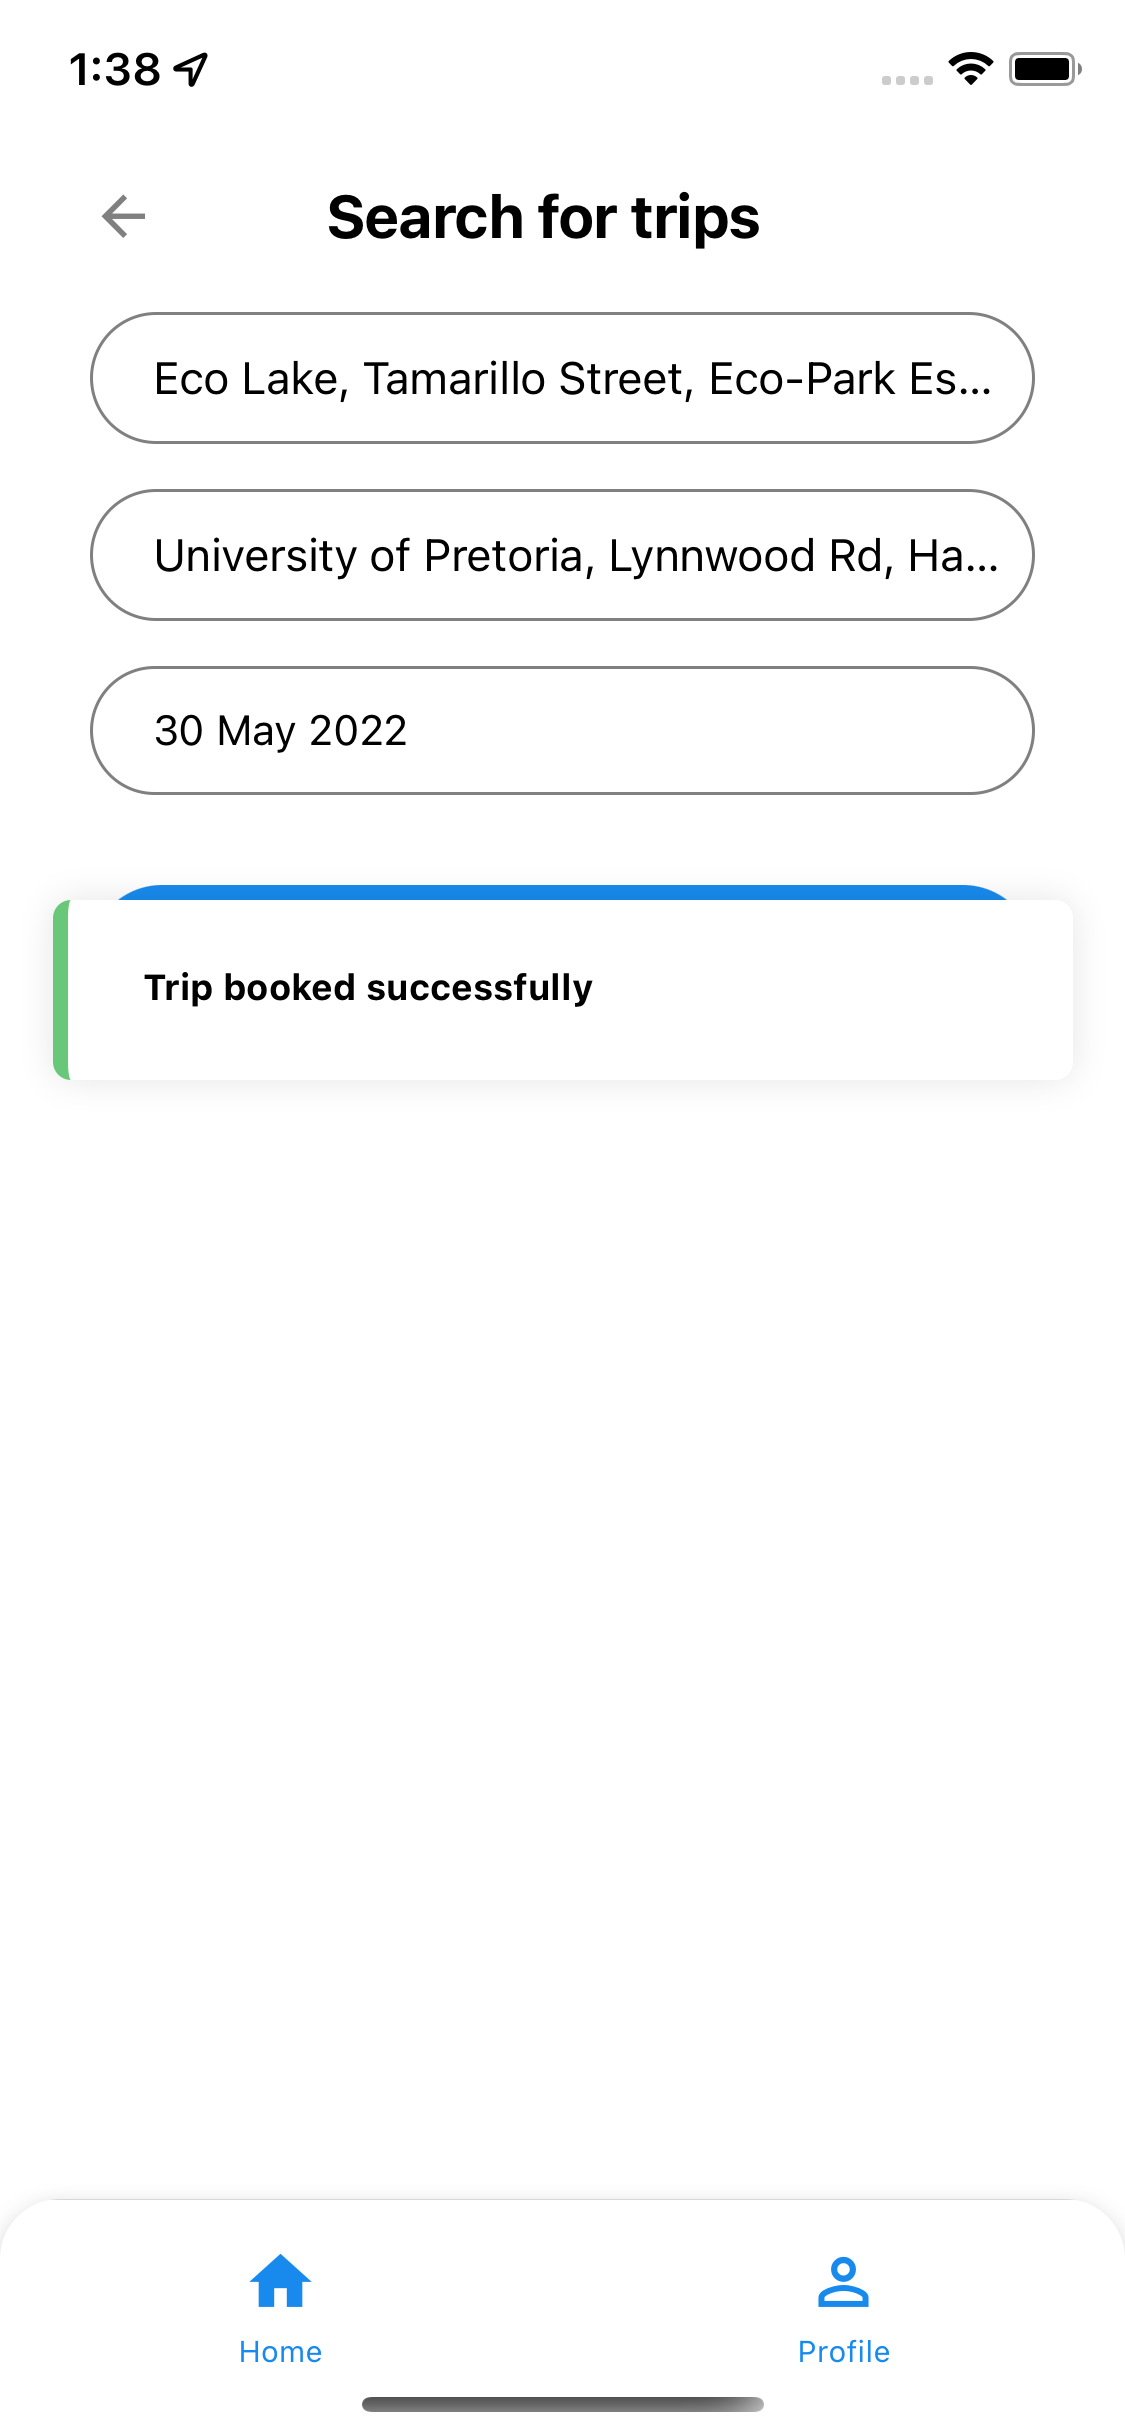 1:38
Search for trips
Eco Lake, Tamarillo Street, Eco-Park Es...
University of Pretoria, Lynnwood Rd, Ha...
30 May 2022
Trip booked successfully
Home
Profile